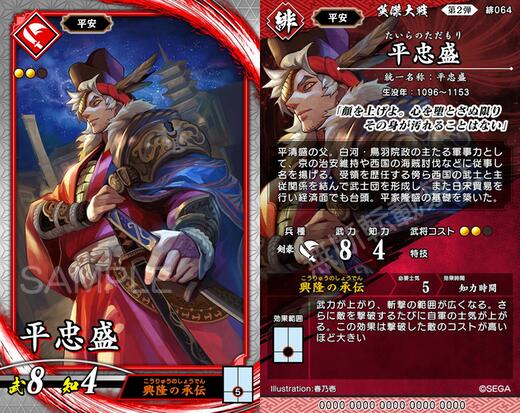 平安
SAMPLE
平忠盛
武8 知4
こうりゅうのしょうでん
興隆の承伝
5
緋
平安
英傑大戦
第2弾
緋064
たいらのただもり
平忠盛
統一名称：平忠盛
生没年：1096～1153
「顔を上げよ。心を堕とさぬ限り
その身が汚れることはない」
平清盛の父。白河・鳥羽院政の主たる軍事力とし
て、京の治安維持や西国の海賊討伐などに従事し
名を揚げる。受領を歴任する傍ら西国の武士と主
従関係を結んで武士団を形成し、また日宋貿易を
行い経済面でも台頭。平家隆盛の基礎を築いた。
兵種 武力 知力 武将コスト
剣豪 8 4 特技
こうりゅうのしょうでん
興隆の承伝
必要士気
5
効果時間
知力時間
効果範囲
武力が上がり、斬撃の範囲が広くなる。さ
らに敵を撃破するたびに自軍の士気が上が
る。この効果は撃破した敵のコストが高い
ほど大きい
Illustration:春乃壱
©SEGA
0000 0000 0000 0000 0000